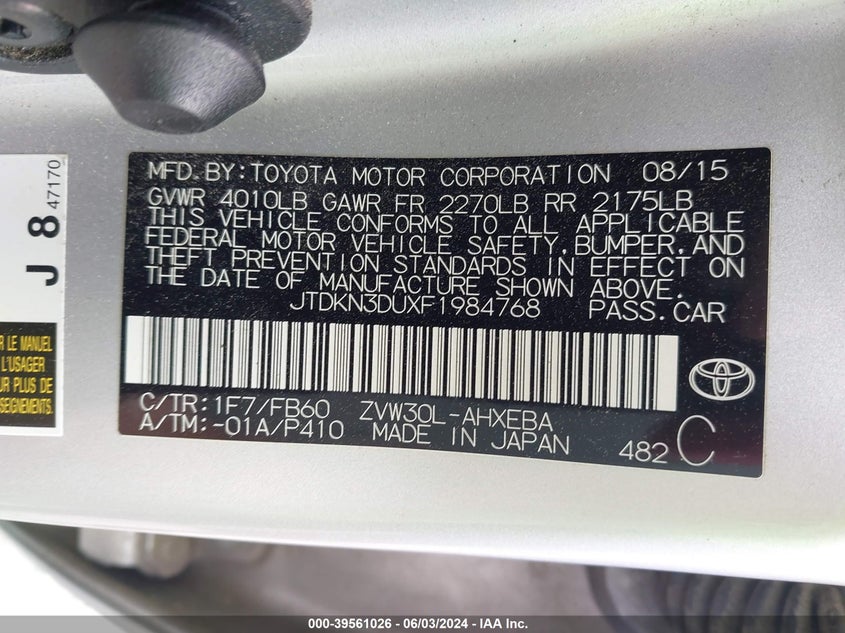 MFD. BY: TOYOTA MOTOR CORPORATION 08/15
GVWR 4010LB GAWR FR 2270LB RR 2175LB
THIS VEHICLE CONFORMS TO ALL APPLICABLE
FEDERAL MOTOR VEHICLE SAFETY, BUMPER, AND
THEFT PREVENTION STANDARDS IN EFFECT ON
THE DATE OF MANUFACTURE SHOWN ABOVE.
JTDKN3DUXF1984768 PASS. CAR
C/TR: 1F7/FB60 ZVW30L-AHXEBA
A/TM: -01A/P410 MADE IN JAPAN
482 C
J 8 47170
LE MANUEL
L'USAGER
PLUS DE
000-39561026 - 06/03/2024 - IAA Inc.